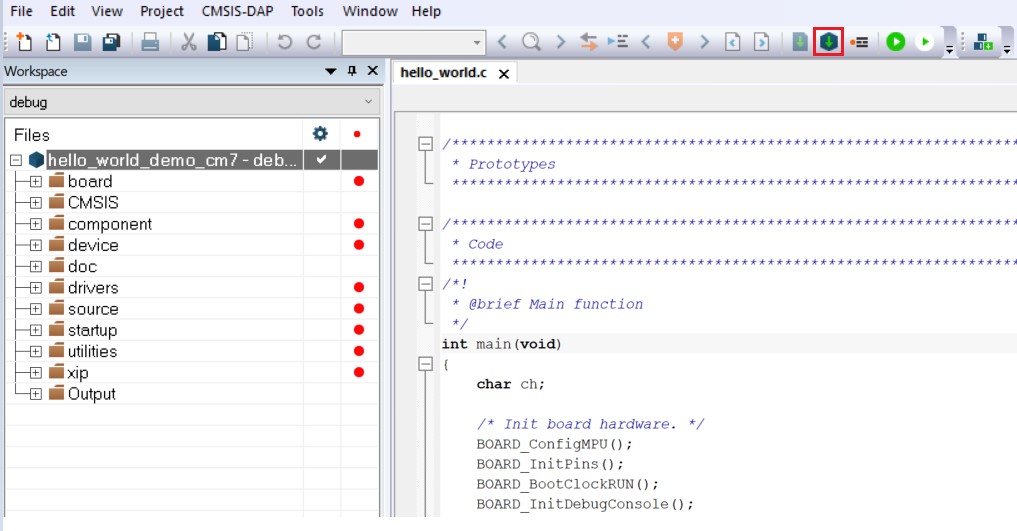 File Edit View Project CMSIS-DAP Tools Window Help
Workspace
hello_world.c
debug
Files
hello_world_demo_cm7 - deb...
board
CMSIS
component
device
doc
drivers
source
startup
utilities
xip
Output
/*****************************************************************
* Prototypes
*****************************************************************
/*****************************************************************
* Code
*****************************************************************
/*!
* @brief Main function
*/
int main(void)
{
char ch;
/* Init board hardware. */
BOARD_ConfigMPU();
BOARD_InitPins();
BOARD_BootClockRUN();
BOARD_InitDebugConsole();